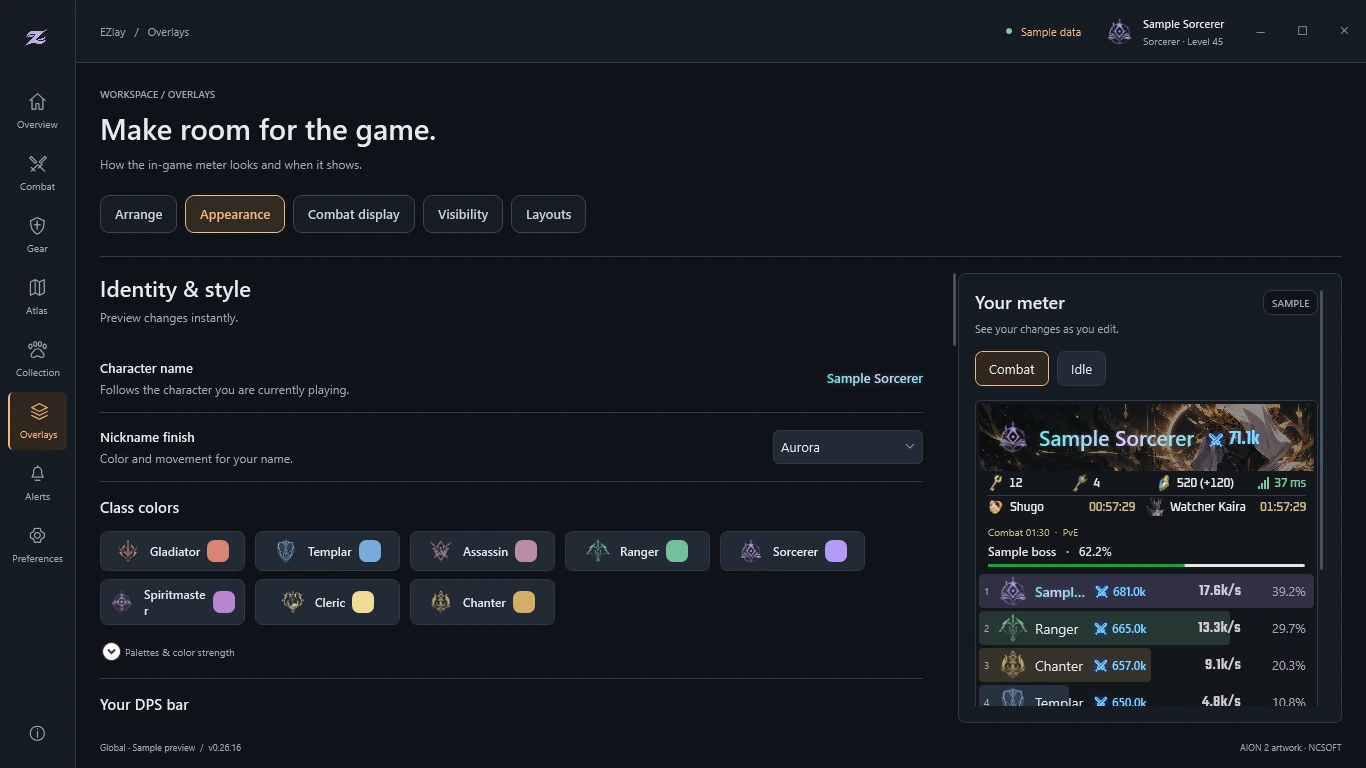 EZlay / Overlays
Sample data
Sample Sorcerer
Sorcerer · Level 45
Overview
Combat
Gear
Atlas
Collection
Overlays
Alerts
Preferences
WORKSPACE / OVERLAYS
Make room for the game.
How the in-game meter looks and when it shows.
Arrange
Appearance
Combat display
Visibility
Layouts
Identity & style
Preview changes instantly.
Character name
Follows the character you are currently playing.
Sample Sorcerer
Nickname finish
Color and movement for your name.
Aurora
Class colors
Gladiator
Templar
Assassin
Ranger
Sorcerer
Spiritmaste
r
Cleric
Chanter
Palettes & color strength
Your DPS bar
Your meter
SAMPLE
See your changes as you edit.
Combat
Idle
Sample Sorcerer 71.1k
12 4 520 (+120) 37 ms
Shugo 00:57:29 Watcher Kaira 01:57:29
Combat 01:30 · PvE
Sample boss · 62.2%
1 Sampl... 681.0k 17.6k/s 39.2%
2 Ranger 665.0k 13.3k/s 29.7%
3 Chanter 657.0k 9.1k/s 20.3%
4 Templar 650.0k 4.8k/s 10.8%
Global · Sample preview / v0.26.16
AION 2 artwork · NCSOFT